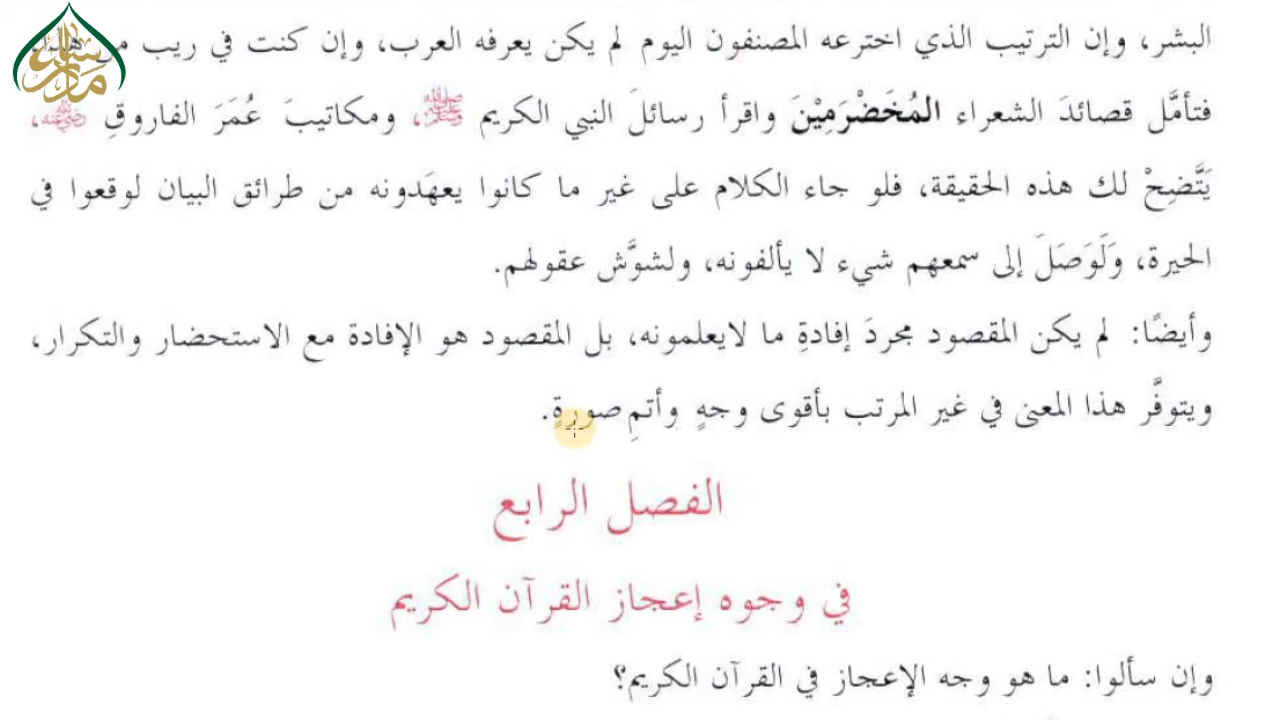 البشر، وإن الترتيب الذي اخترعه المصنفون اليوم لم يكن يعرفه العرب، وإن كنت في ريب من هذا،
فتأمَّل قصائدَ الشعراء المُخَضْرَمِيْنَ واقرأ رسائلَ النبي الكريم ﷺ، ومكاتيبَ عُمَرَ الفاروقِ رضي الله عنه،
يَتَّضِحْ لك هذه الحقيقة، فلو جاء الكلام على غير ما كانوا يعهَدونه من طرائق البيان لوقعوا في
الحيرة، وَلَوَصَلَ إلى سمعهم شيء لا يألفونه، ولشوَّش عقولهم.
وأيضًا: لم يكن المقصود مجردَ إفادةِ ما لايعلمونه، بل المقصود هو الإفادة مع الاستحضار والتكرار،
ويتوفَّر هذا المعنى في غير المرتب بأقوى وجهٍ وأتمِ صورةٍ.
الفصل الرابع
في وجوه إعجاز القرآن الكريم
وإن سألوا: ما هو وجه الإعجاز في القرآن الكريم؟